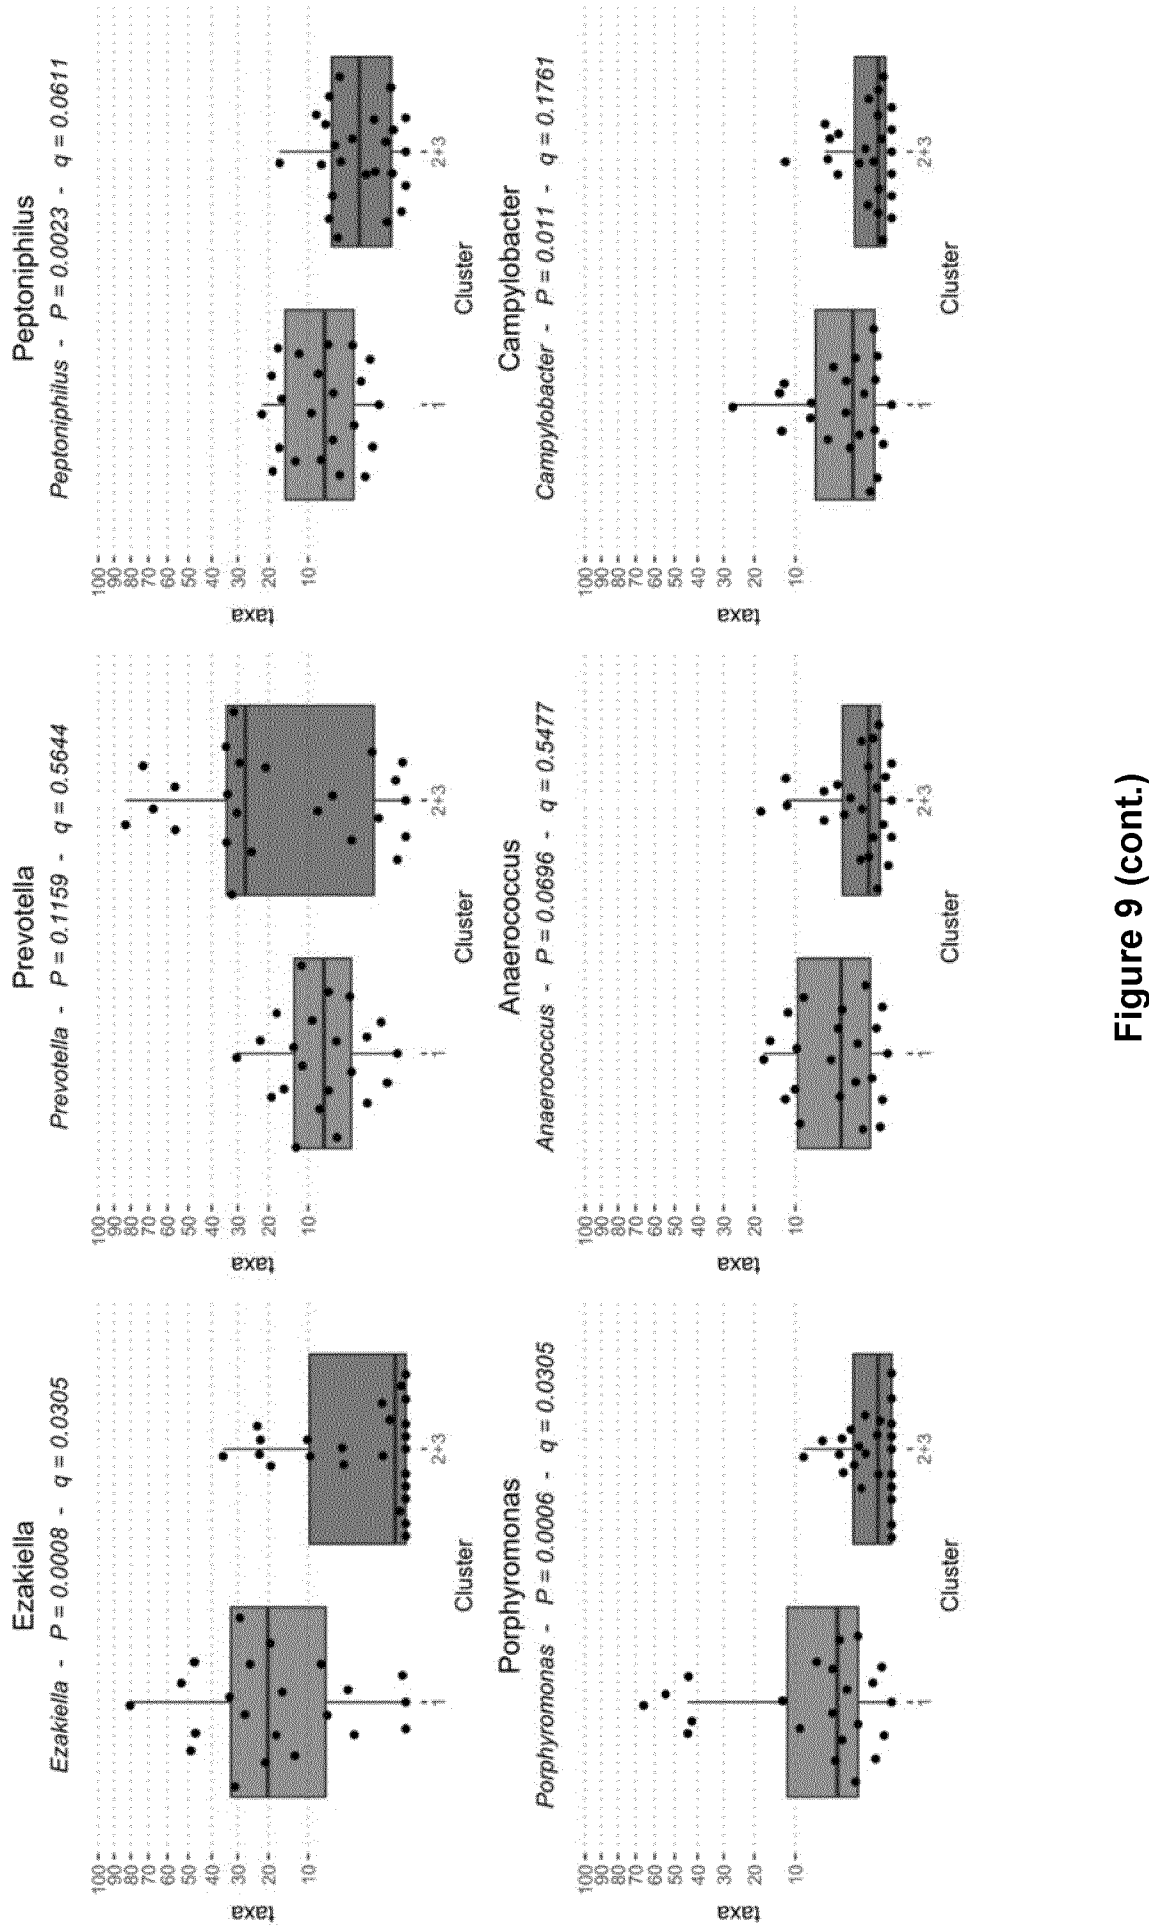 Ezakiella
Ezakiella - P = 0.0008 - q = 0.0305
100
90
80
70
60
50
40
30
20
10
taxa
1
2+3
Cluster
Prevotella
Prevotella - P = 0.1159 - q = 0.5644
100
90
80
70
60
50
40
30
20
10
taxa
1
2+3
Cluster
Peptoniphilus
Peptoniphilus - P = 0.0023 - q = 0.0611
100
90
80
70
60
50
40
30
20
10
taxa
1
2+3
Cluster
Porphyromonas
Porphyromonas - P = 0.0006 - q = 0.0305
100
90
80
70
60
50
40
30
20
10
taxa
1
2+3
Cluster
Anaerococcus
Anaerococcus - P = 0.0696 - q = 0.5477
100
90
80
70
60
50
40
30
20
10
taxa
1
2+3
Cluster
Campylobacter
Campylobacter - P = 0.011 - q = 0.1761
100
90
80
70
60
50
40
30
20
10
taxa
1
2+3
Cluster
Figure 9 (cont.)